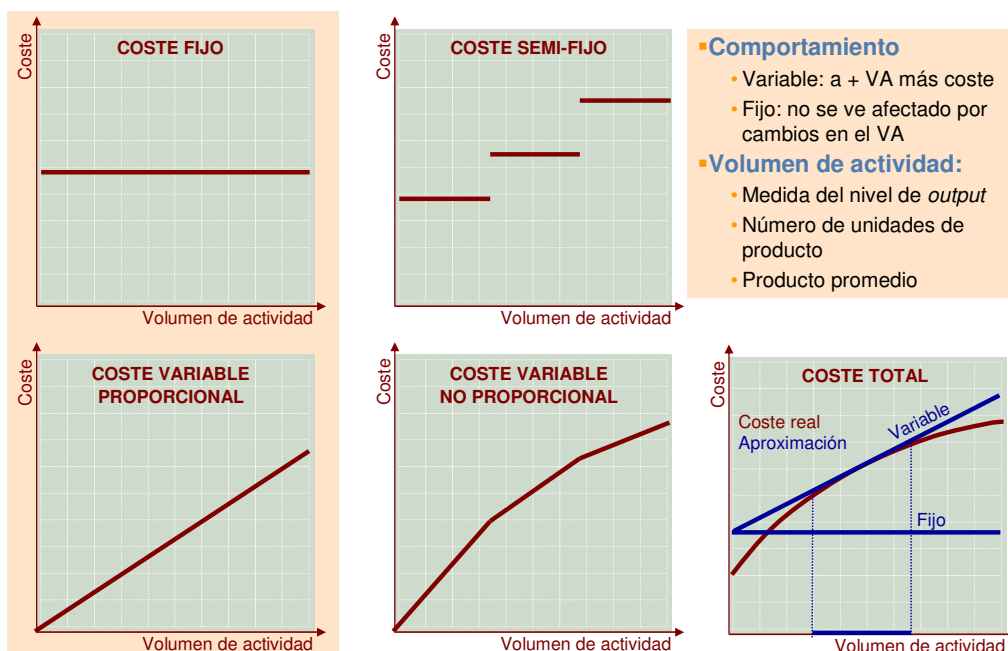 COSTE FIJO
Coste
Volumen de actividad
COSTE SEMI-FIJO
Coste
Volumen de actividad
▪Comportamiento
• Variable: a + VA más coste
• Fijo: no se ve afectado por
cambios en el VA
▪Volumen de actividad:
• Medida del nivel de output
• Número de unidades de
producto
• Producto promedio
COSTE VARIABLE
PROPORCIONAL
Coste
Volumen de actividad
COSTE VARIABLE
NO PROPORCIONAL
Coste
Volumen de actividad
COSTE TOTAL
Coste
Coste real
Aproximación
Variable
Fijo
Volumen de actividad